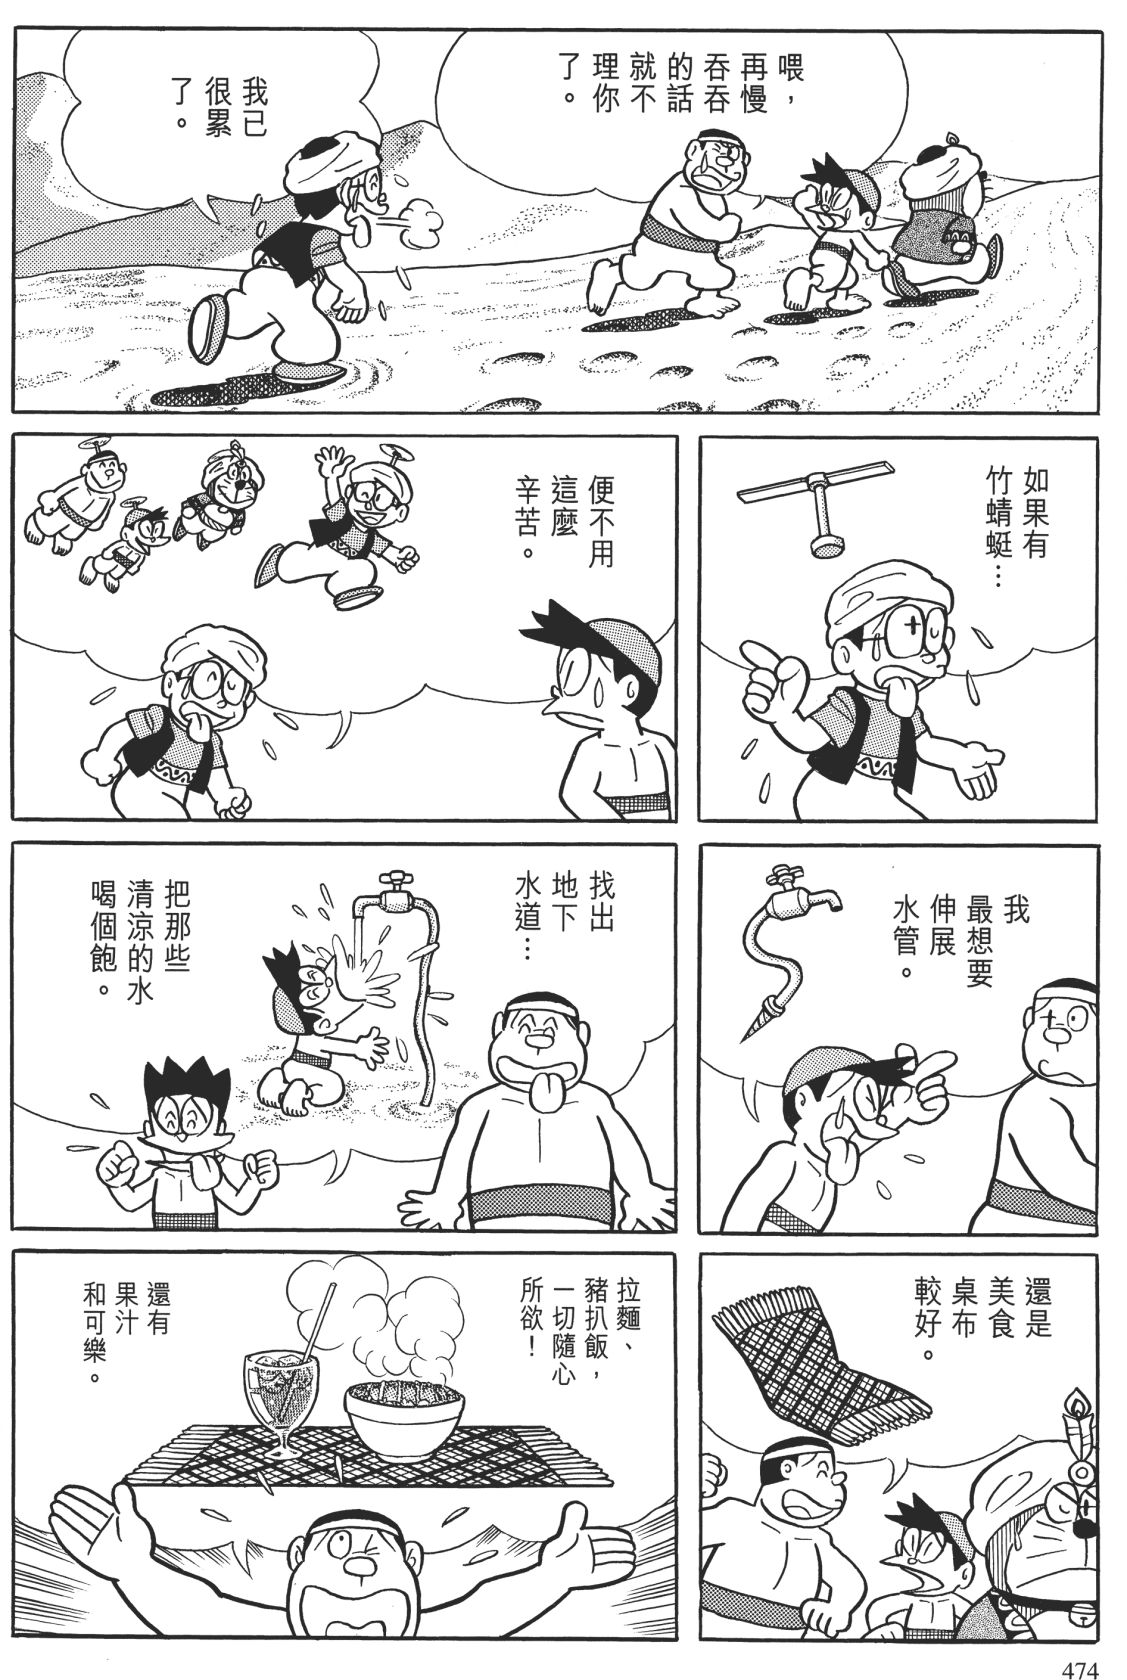 喂，
再慢
吞吞
的話
就不
理你
了。
我已
很累
了。
如果有
竹蜻蜓…
便不用
這麼
辛苦。
我
最想要
伸展
水管。
找出
地下
水道…
把那些
清涼的水
喝個飽。
還是
美食
桌布
較好。
拉麵、
豬扒飯，
一切隨心
所欲！
還有
果汁
和可樂。
474